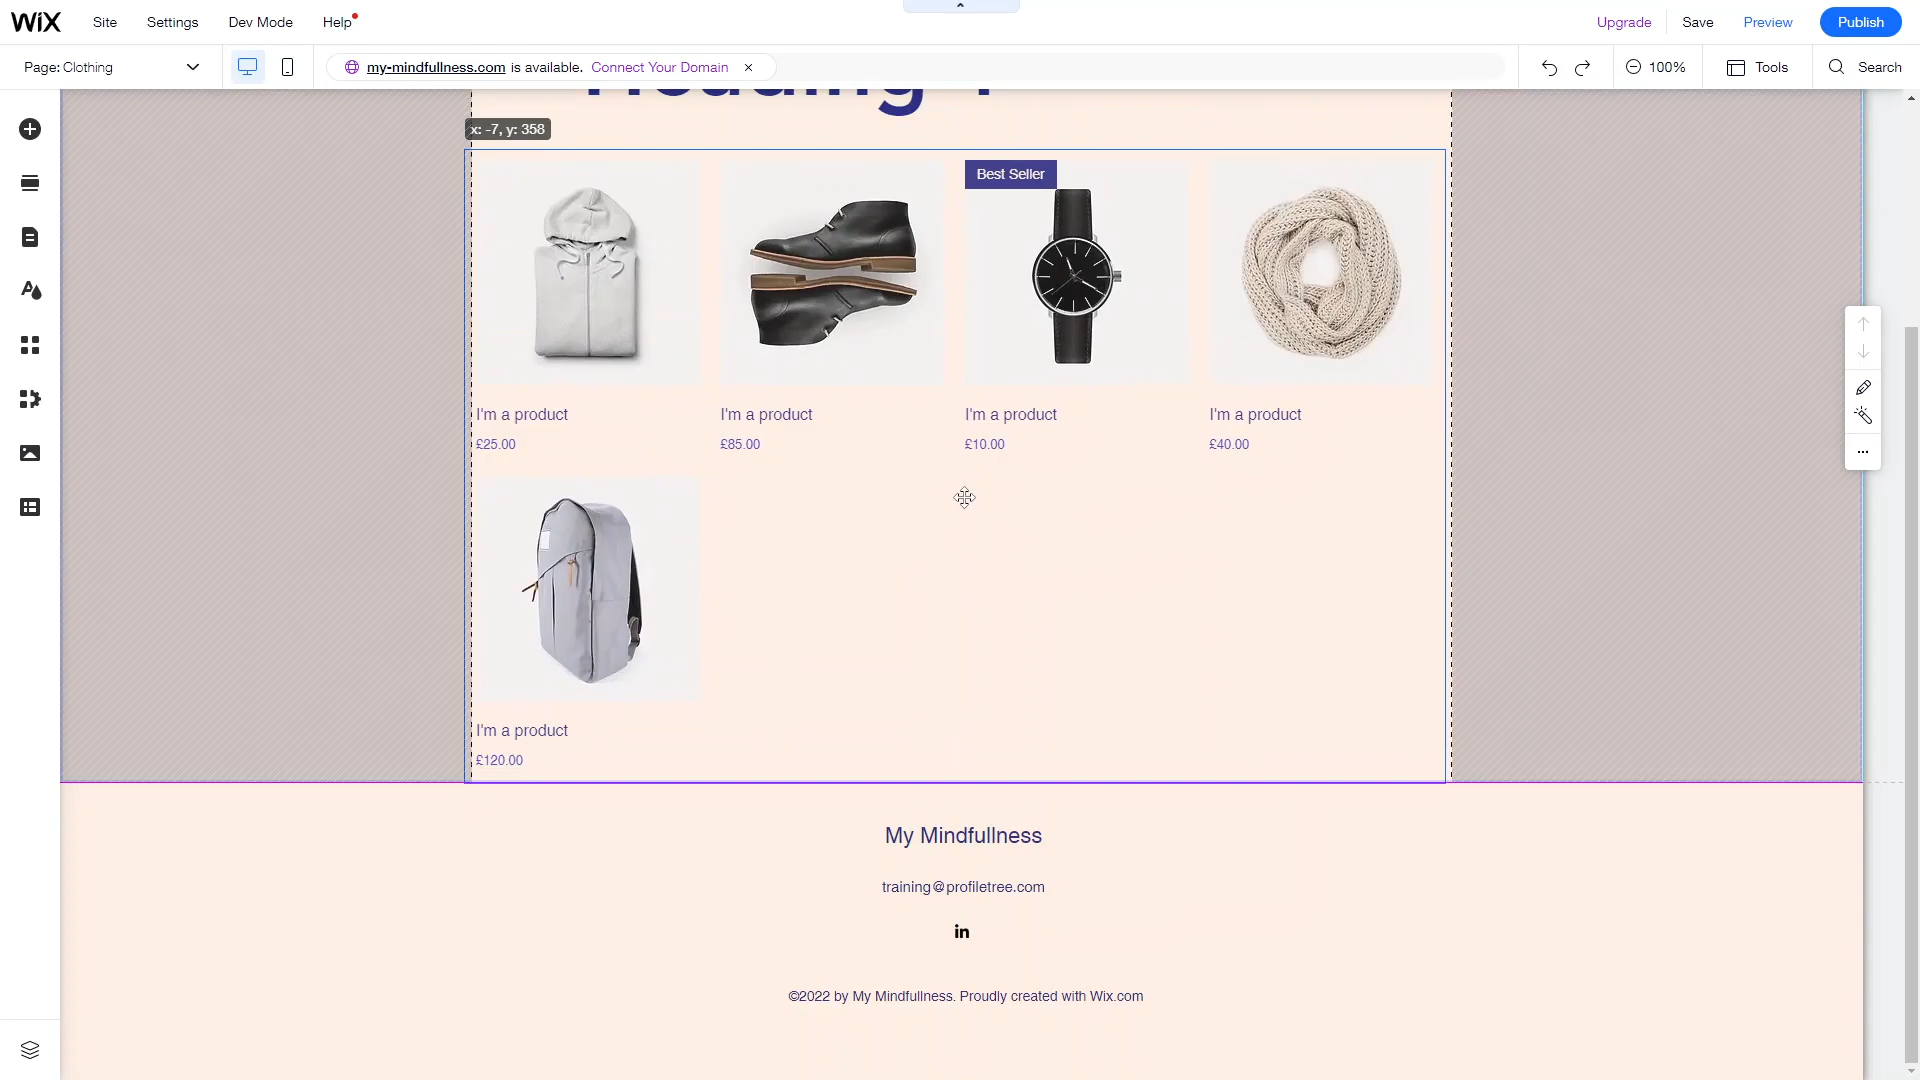 WiX Site Settings Dev Mode Help Upgrade Save Preview Publish
Page: Clothing my-mindfullness.com is available. Connect Your Domain × 100% Tools Search
x: -7, y: 358
Best Seller
I'm a product I'm a product I'm a product I'm a product
£25.00 £85.00 £10.00 £40.00
I'm a product
£120.00
My Mindfullness
training@profiletree.com
in
©2022 by My Mindfullness. Proudly created with Wix.com